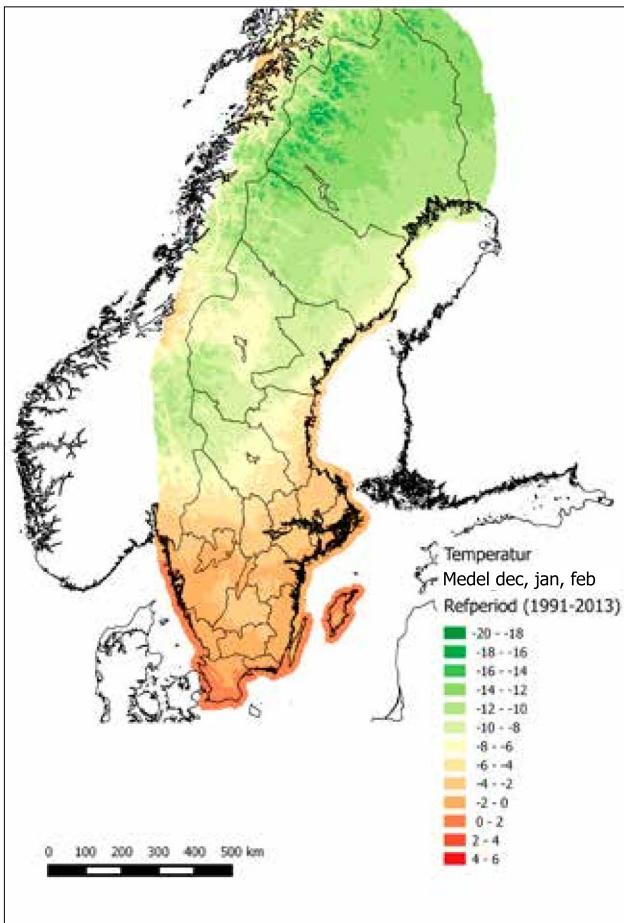 Temperatur
Medel dec, jan, feb
Refperiod (1991-2013)
-20 - -18
-18 - -16
-16 - -14
-14 - -12
-12 - -10
-10 - -8
-8 - -6
-6 - -4
-4 - -2
-2 - 0
0 - 2
2 - 4
4 - 6
0 100 200 300 400 500 km